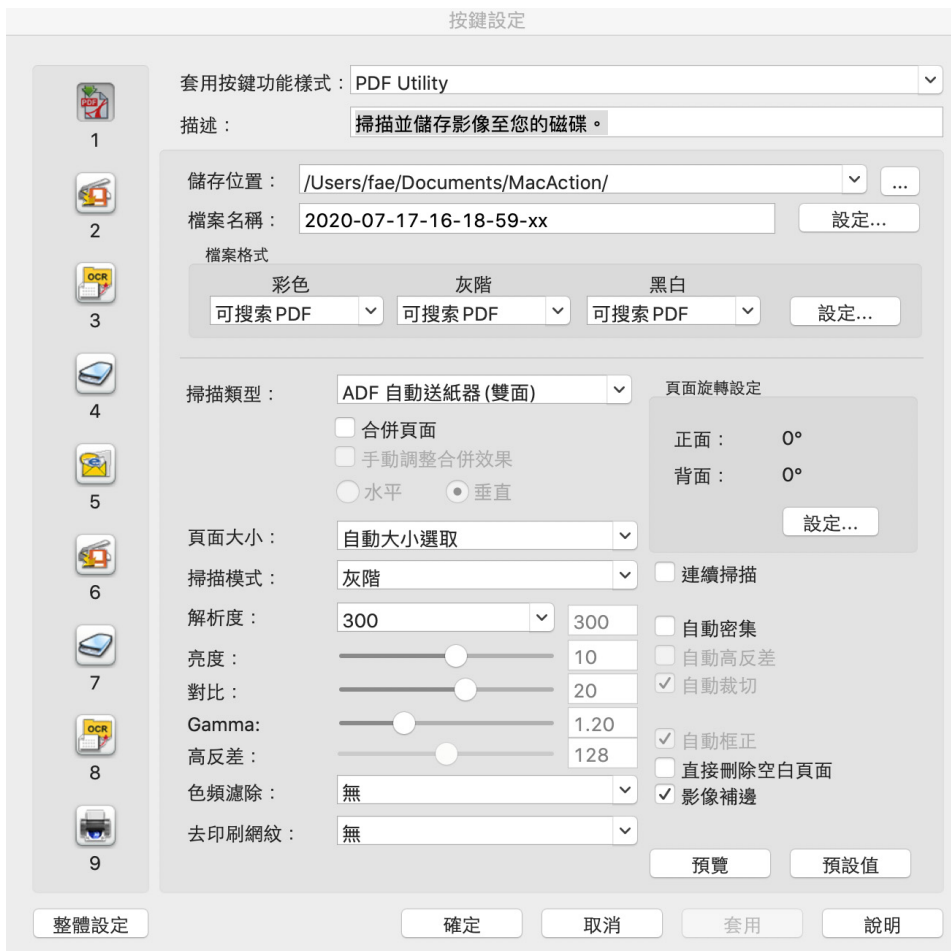 按鍵設定
套用按鍵功能樣式： PDF Utility
描述： 掃描並儲存影像至您的磁碟。
1
儲存位置： /Users/fae/Documents/MacAction/ ...
2
檔案名稱： 2020-07-17-16-18-59-xx 設定...
檔案格式
彩色 灰階 黑白
OCR
3
可搜索PDF 可搜索PDF 可搜索PDF 設定...
4
掃描類型： ADF 自動送紙器(雙面) 頁面旋轉設定
合併頁面 正面： 0°
手動調整合併效果 背面： 0°
水平 垂直
5
設定...
頁面大小： 自動大小選取
掃描模式： 灰階 連續掃描
6
解析度： 300 300 自動密集
亮度： 10 自動高反差
7
對比： 20 自動裁切
Gamma: 1.20
OCR
高反差： 128 自動框正
8
直接刪除空白頁面
色頻濾除： 無 影像補邊
去印刷網紋： 無
9
預覽 預設值
整體設定 確定 取消 套用 說明